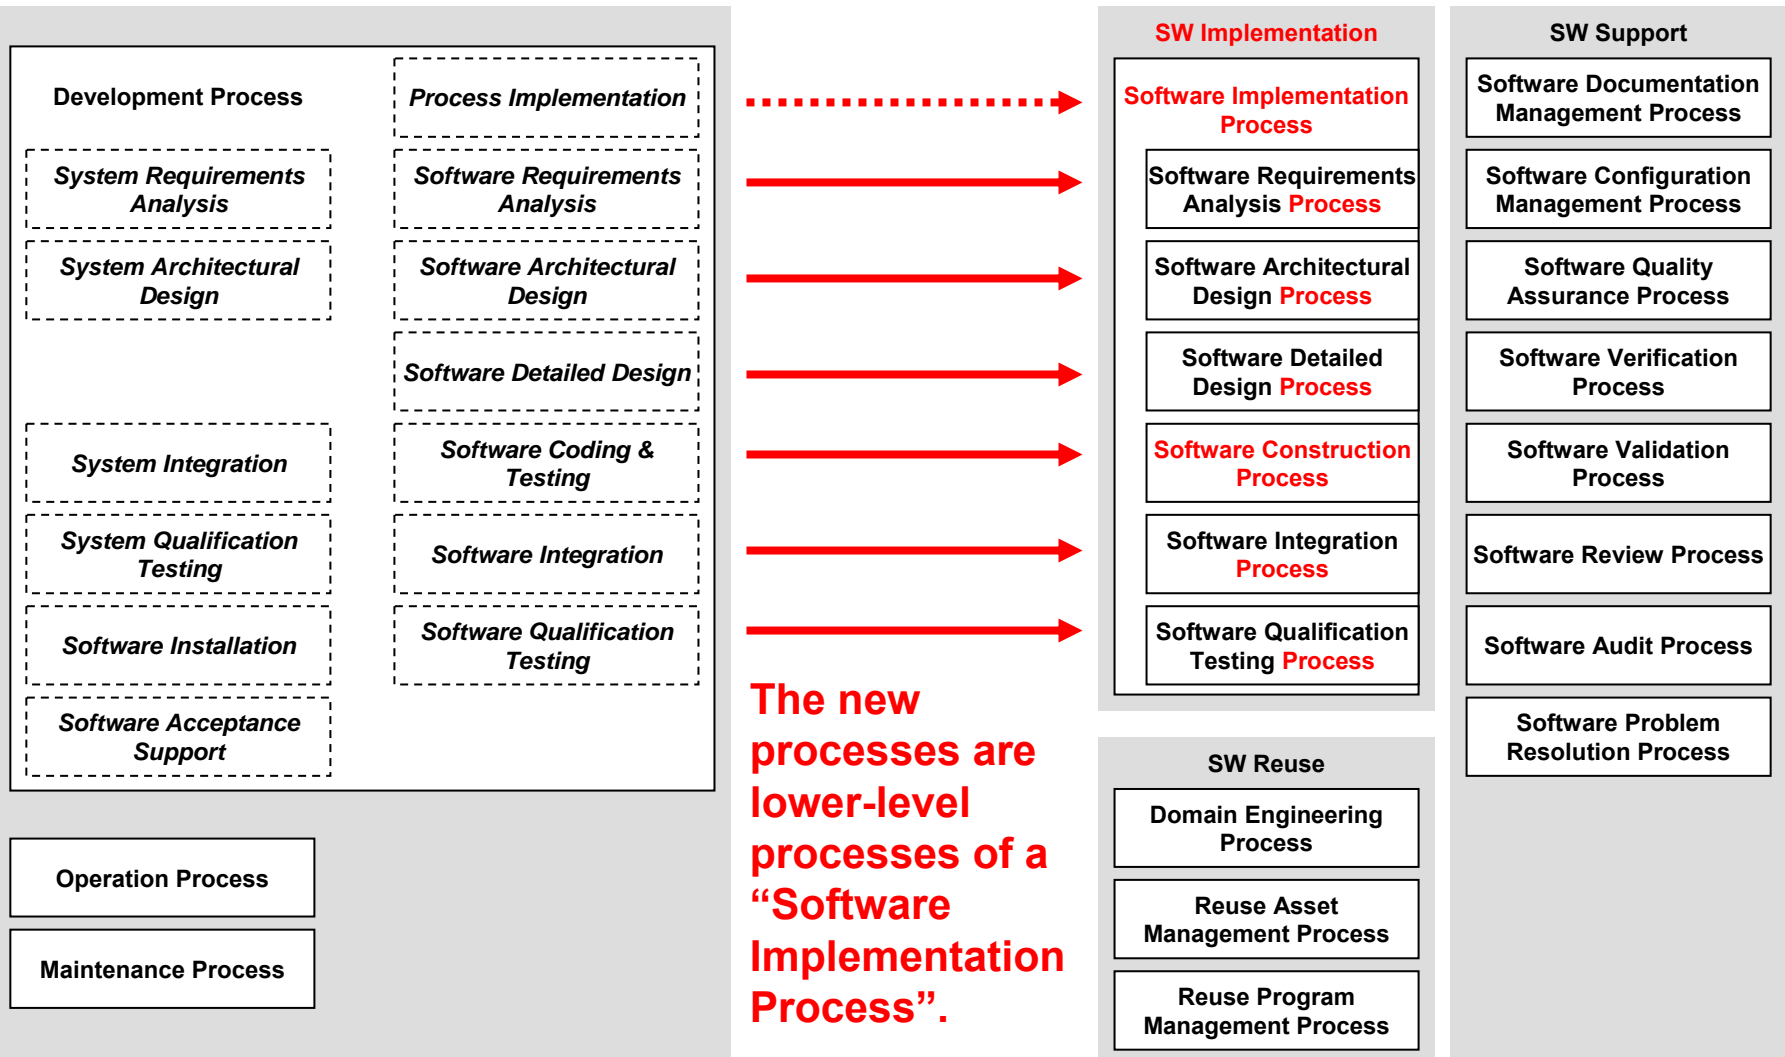 Development Process
Process Implementation
System Requirements
Analysis
Software Requirements
Analysis
System Architectural
Design
Software Architectural
Design
Software Detailed Design
System Integration
Software Coding &
Testing
System Qualification
Testing
Software Integration
Software Installation
Software Qualification
Testing
Software Acceptance
Support
Operation Process
Maintenance Process
The new
processes are
lower-level
processes of a
“Software
Implementation
Process”.
SW Implementation
Software Implementation
Process
Software Requirements
Analysis Process
Software Architectural
Design Process
Software Detailed
Design Process
Software Construction
Process
Software Integration
Process
Software Qualification
Testing Process
SW Reuse
Domain Engineering
Process
Reuse Asset
Management Process
Reuse Program
Management Process
SW Support
Software Documentation
Management Process
Software Configuration
Management Process
Software Quality
Assurance Process
Software Verification
Process
Software Validation
Process
Software Review Process
Software Audit Process
Software Problem
Resolution Process